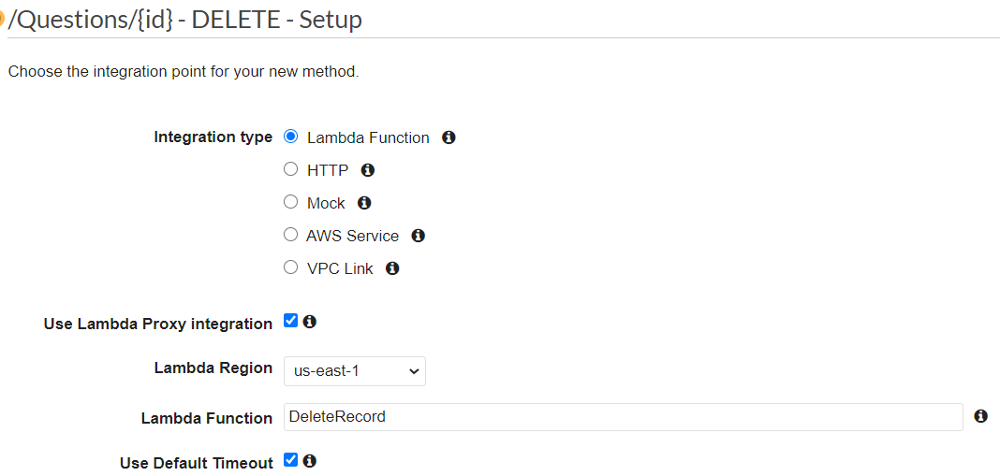 /Questions/{id} - DELETE - Setup
Choose the integration point for your new method.
Integration type Lambda Function
HTTP
Mock
AWS Service
VPC Link
Use Lambda Proxy integration
Lambda Region us-east-1
Lambda Function DeleteRecord
Use Default Timeout